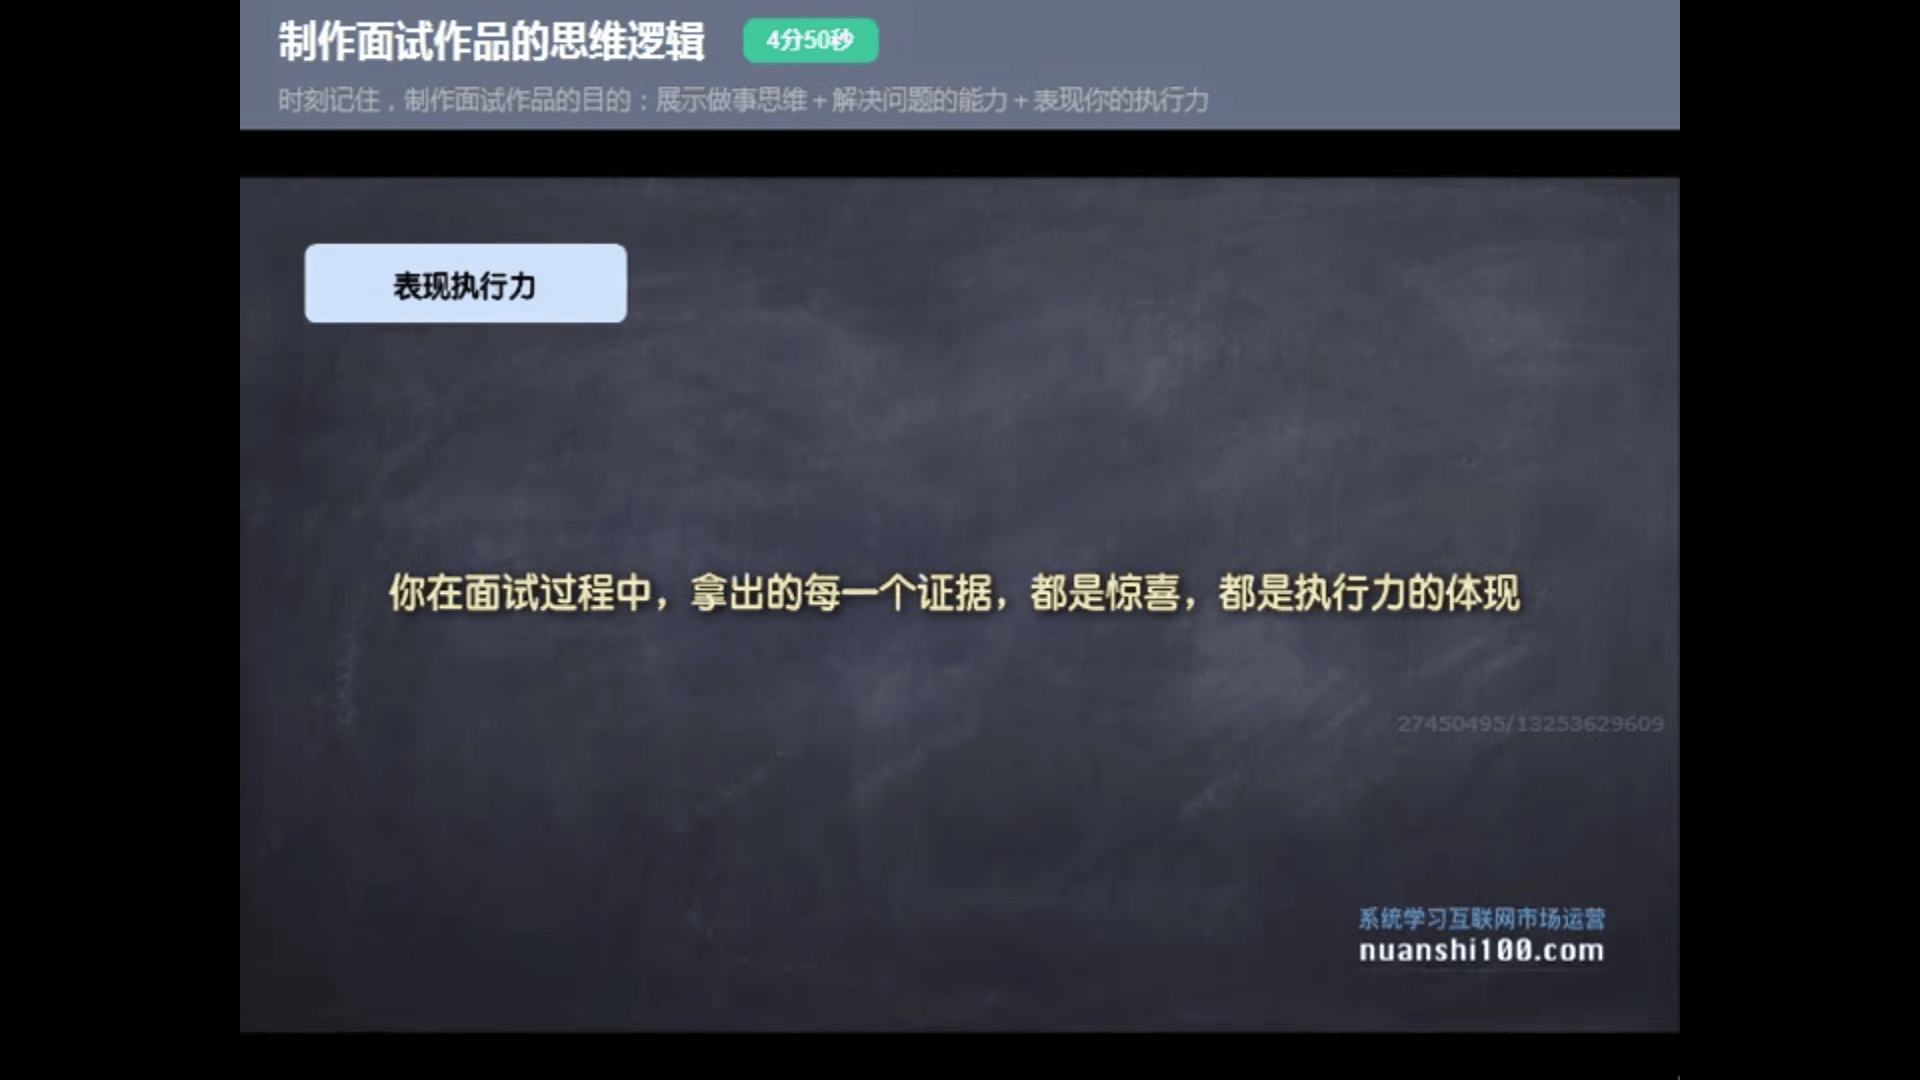 制作面试作品的思维逻辑 4分50秒
时刻记住，制作面试作品的目的：展示做事思维+解决问题的能力+表现你的执行力
表现执行力
你在面试过程中，拿出的每一个证据，都是惊喜，都是执行力的体现
27450495/13253629609
系统学习互联网市场运营
nuanshi100.com